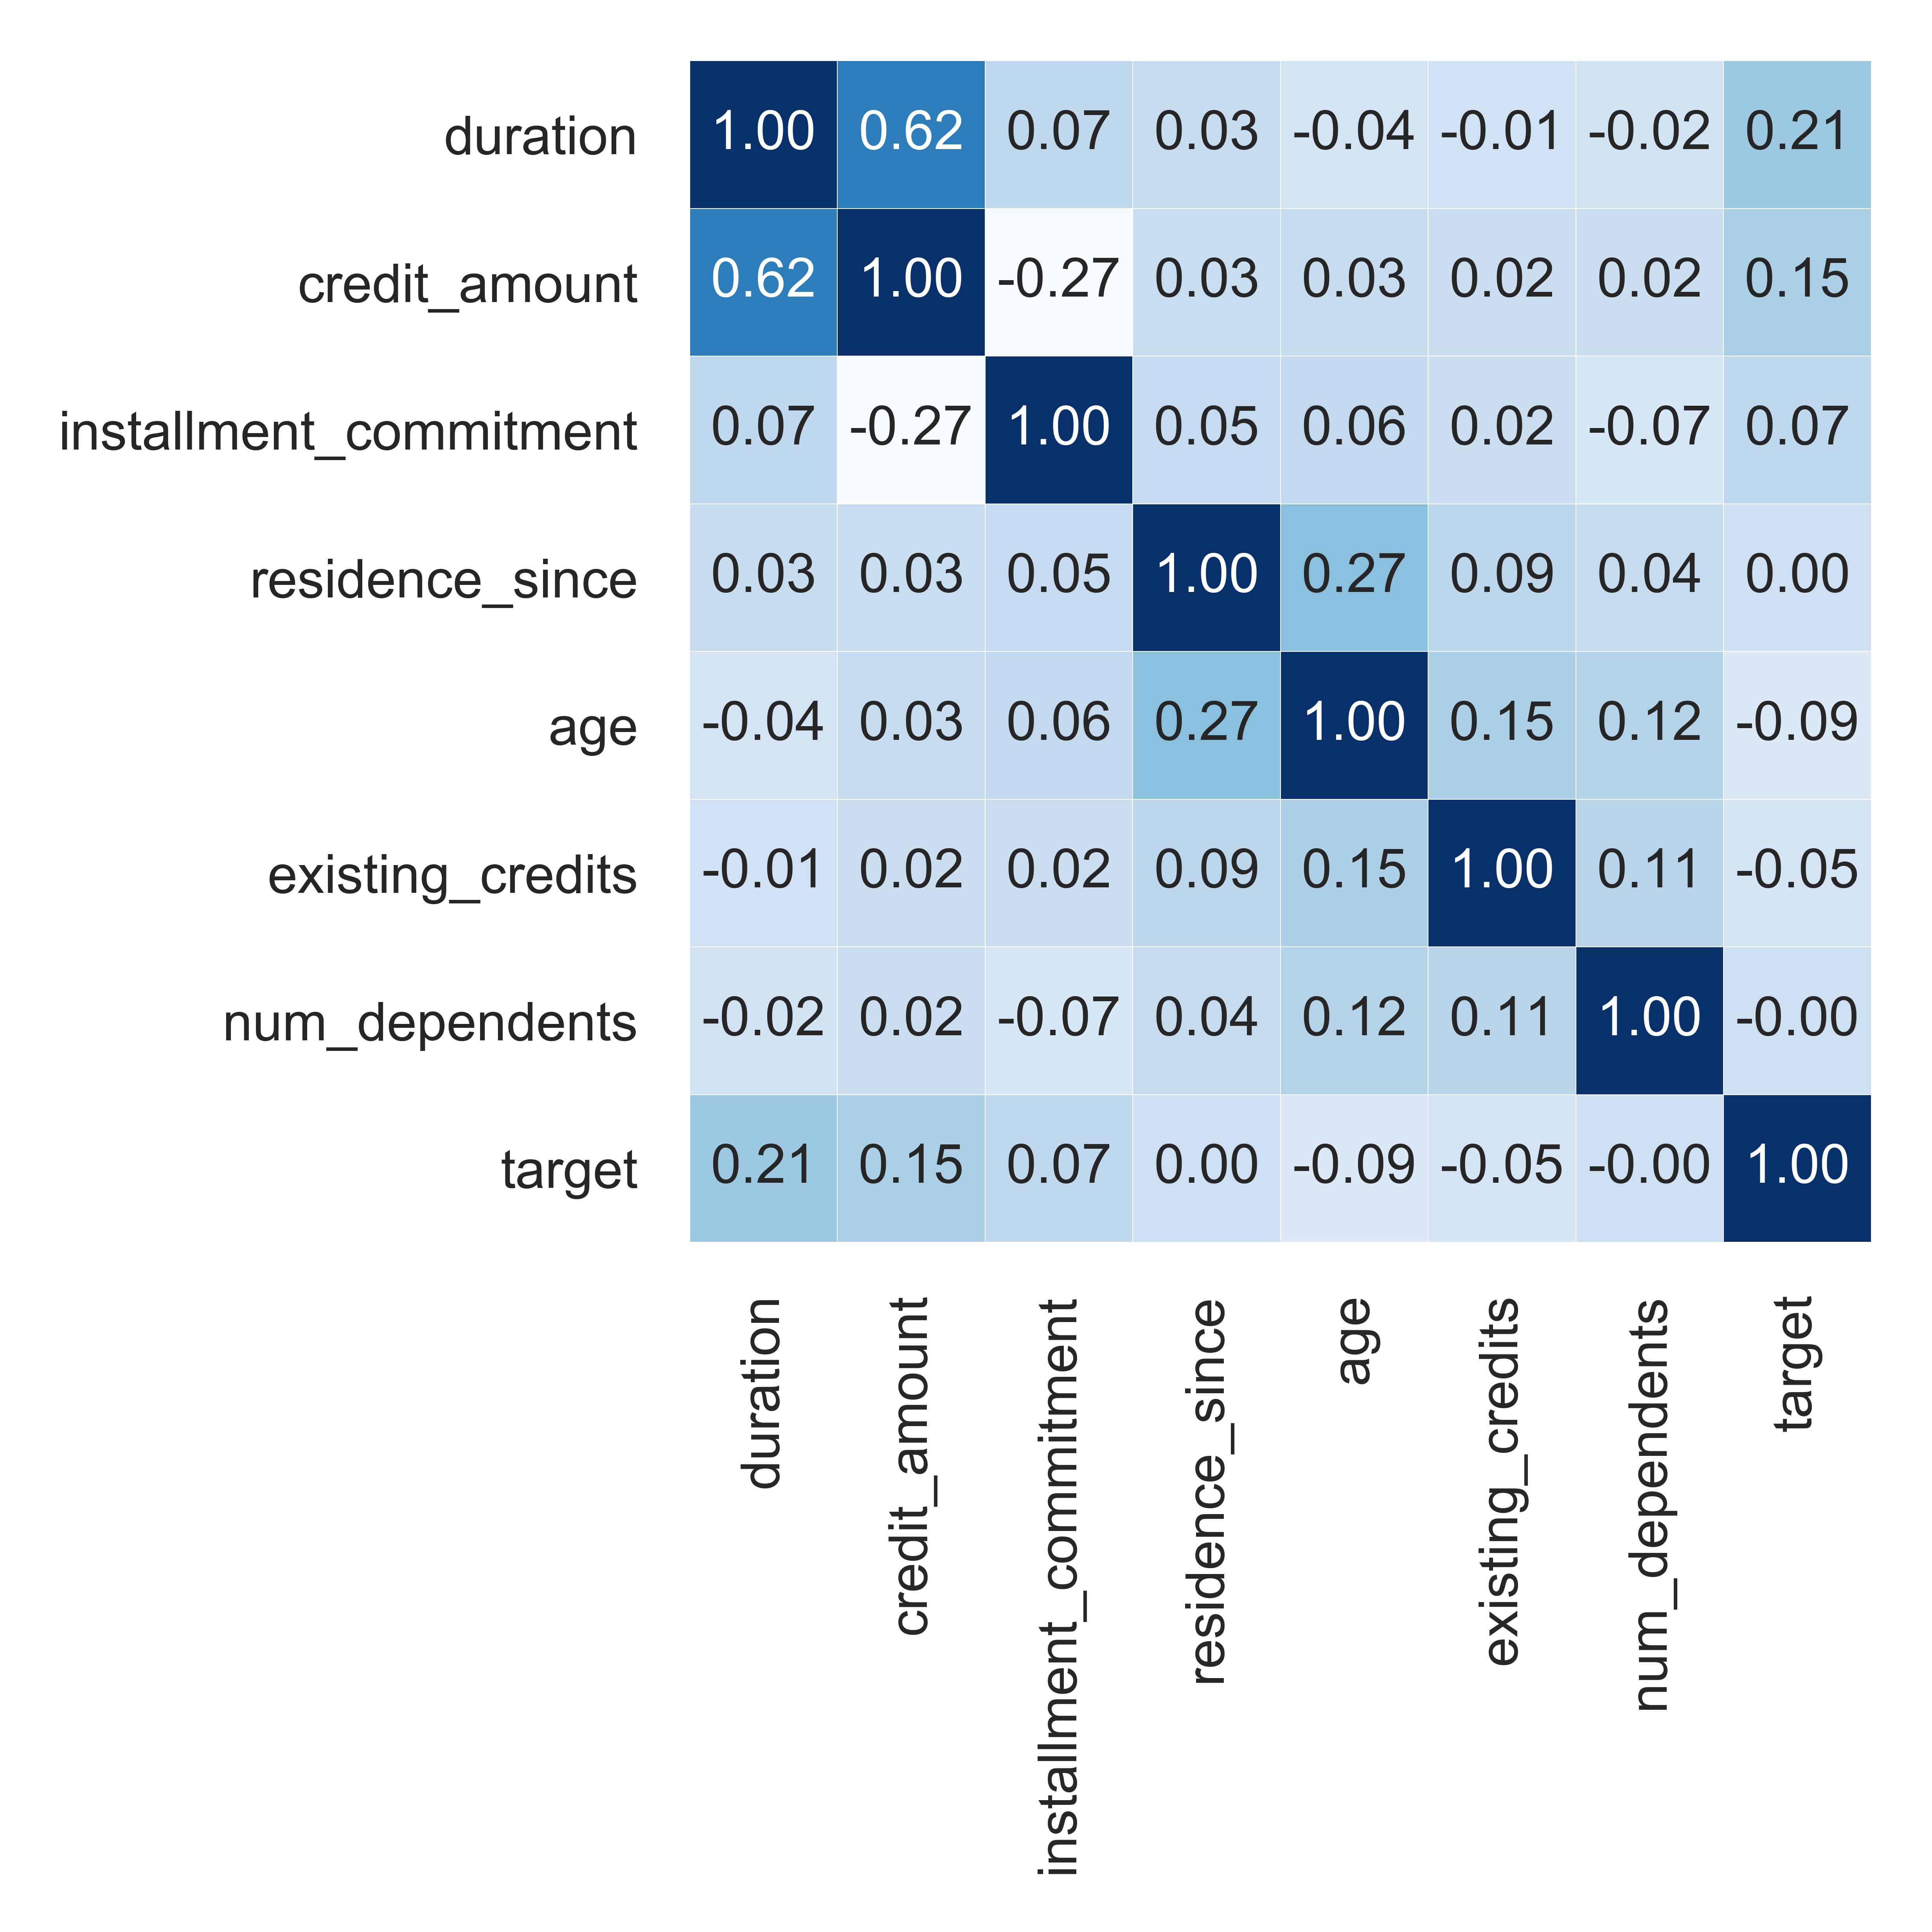 duration 1.00 0.62 0.07 0.03 -0.04 -0.01 -0.02 0.21
credit_amount 0.62 1.00 -0.27 0.03 0.03 0.02 0.02 0.15
installment_commitment 0.07 -0.27 1.00 0.05 0.06 0.02 -0.07 0.07
residence_since 0.03 0.03 0.05 1.00 0.27 0.09 0.04 0.00
age -0.04 0.03 0.06 0.27 1.00 0.15 0.12 -0.09
existing_credits -0.01 0.02 0.02 0.09 0.15 1.00 0.11 -0.05
num_dependents -0.02 0.02 -0.07 0.04 0.12 0.11 1.00 -0.00
target 0.21 0.15 0.07 0.00 -0.09 -0.05 -0.00 1.00
duration
credit_amount
installment_commitment
residence_since
age
existing_credits
num_dependents
target